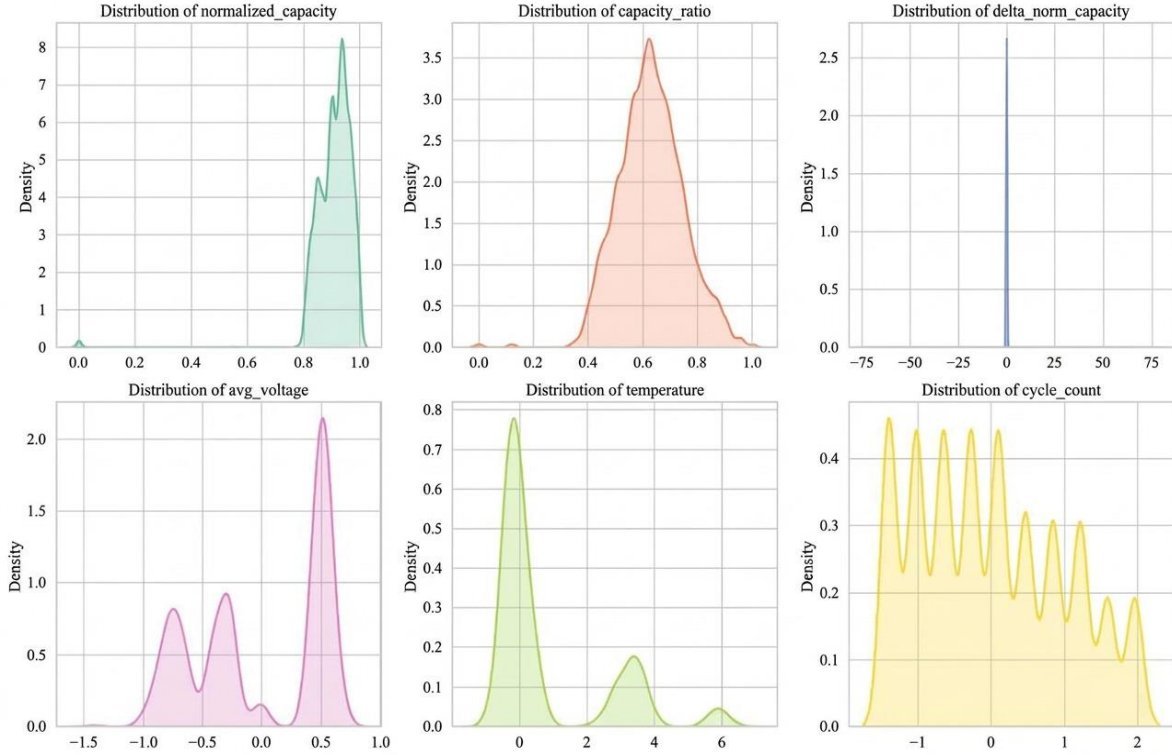 Distribution of normalized_capacity
Density
8
7
6
5
4
3
2
1
0
0.0 0.2 0.4 0.6 0.8 1.0
Distribution of capacity_ratio
Density
3.5
3.0
2.5
2.0
1.5
1.0
0.5
0.0
0.0 0.2 0.4 0.6 0.8 1.0
Distribution of delta_norm_capacity
Density
2.5
2.0
1.5
1.0
0.5
0.0
−75 −50 −25 0 25 50 75
Distribution of avg_voltage
Density
2.0
1.5
1.0
0.5
0.0
−1.5 −1.0 −0.5 0.0 0.5 1.0
Distribution of temperature
Density
0.8
0.7
0.6
0.5
0.4
0.3
0.2
0.1
0.0
0 2 4 6
Distribution of cycle_count
Density
0.4
0.3
0.2
0.1
0.0
−1 0 1 2